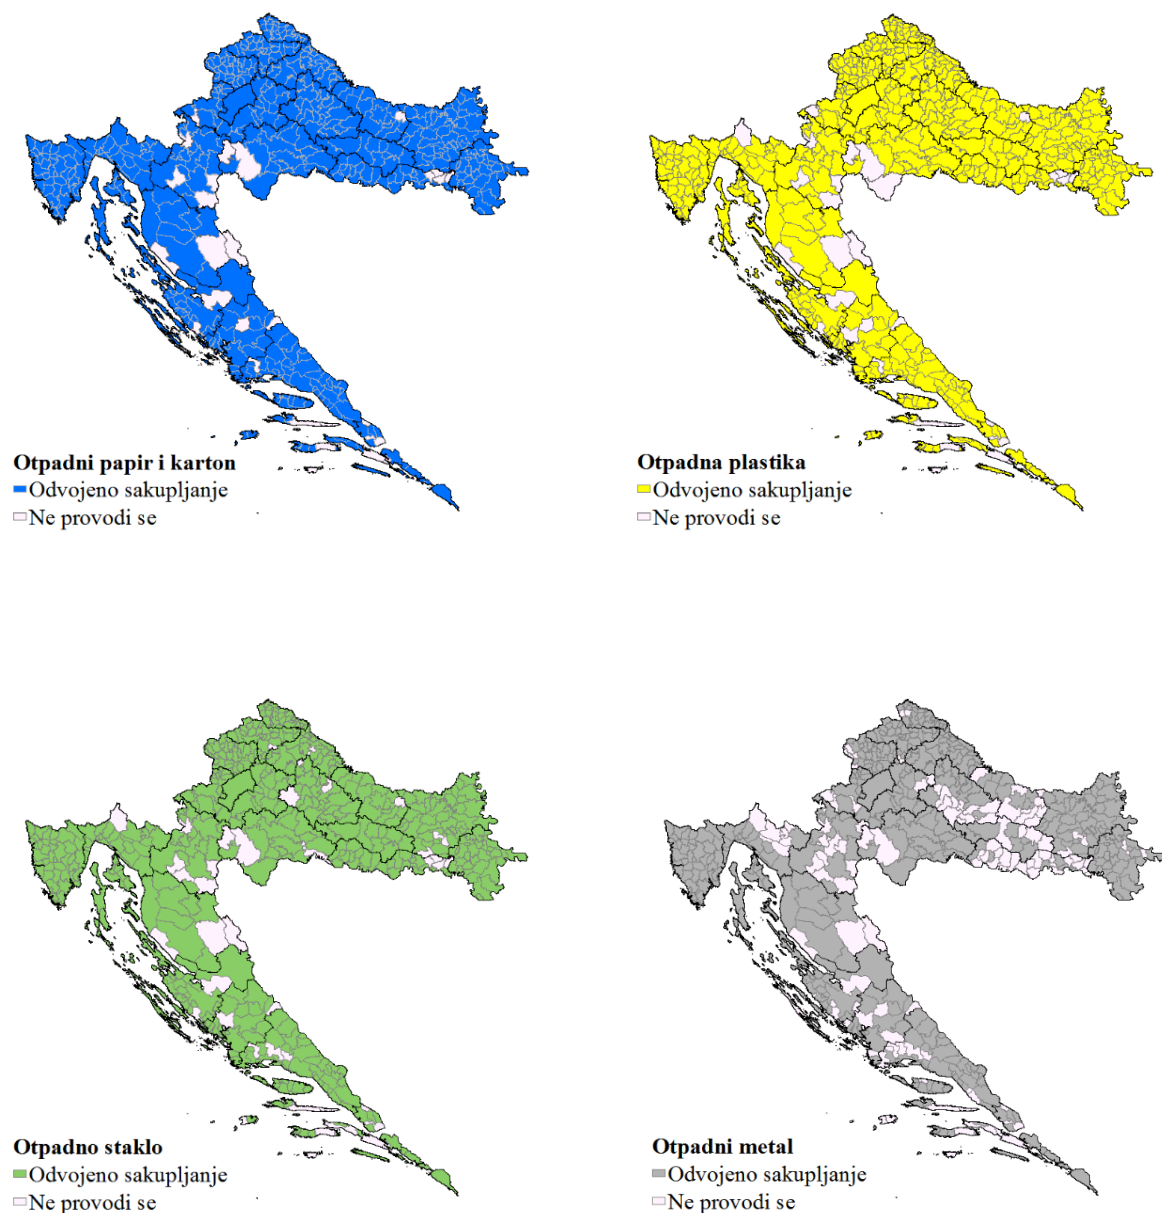 Otpadni papir i karton
Odvojeno sakupljanje
Ne provodi se
Otpadna plastika
Odvojeno sakupljanje
Ne provodi se
Otpadno staklo
Odvojeno sakupljanje
Ne provodi se
Otpadni metal
Odvojeno sakupljanje
Ne provodi se